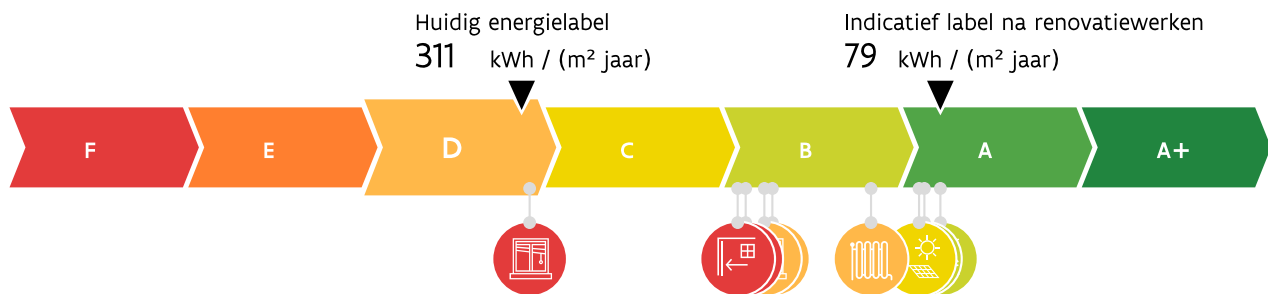 Huidig energielabel
311 kWh / (m² jaar)
Indicatief label na renovatiewerken
79 kWh / (m² jaar)
F E D C B A A+